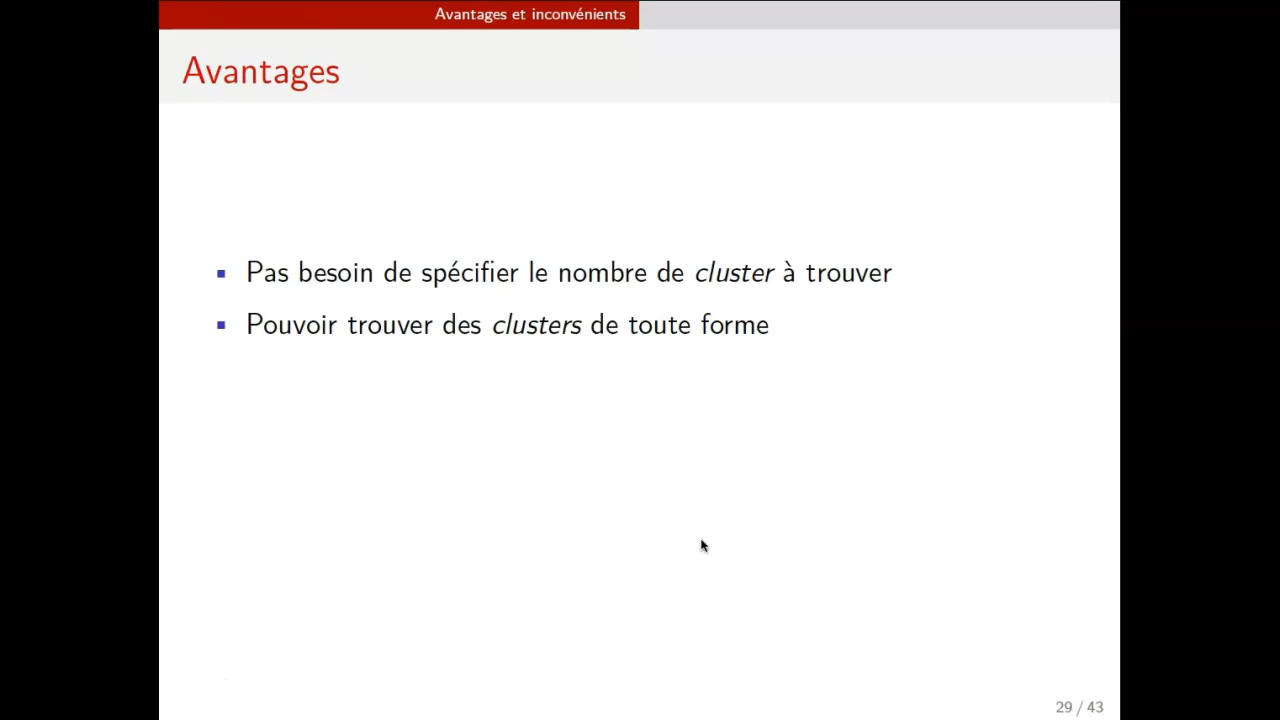 Avantages et inconvénients
Avantages
Pas besoin de spécifier le nombre de cluster à trouver
Pouvoir trouver des clusters de toute forme
29 / 43